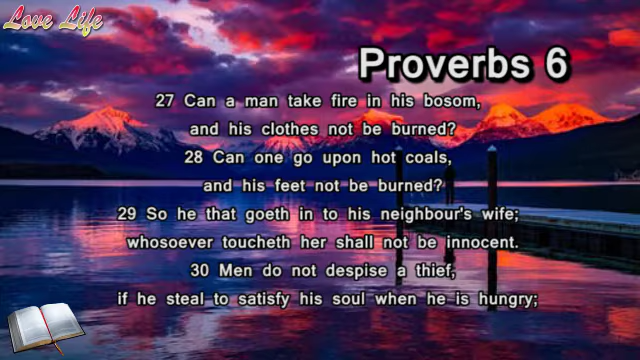 Love Life
Proverbs 6
27 Can a man take fire in his bosom,
and his clothes not be burned?
28 Can one go upon hot coals,
and his feet not be burned?
29 So he that goeth in to his neighbour's wife;
whosoever toucheth her shall not be innocent.
30 Men do not despise a thief,
if he steal to satisfy his soul when he is hungry;